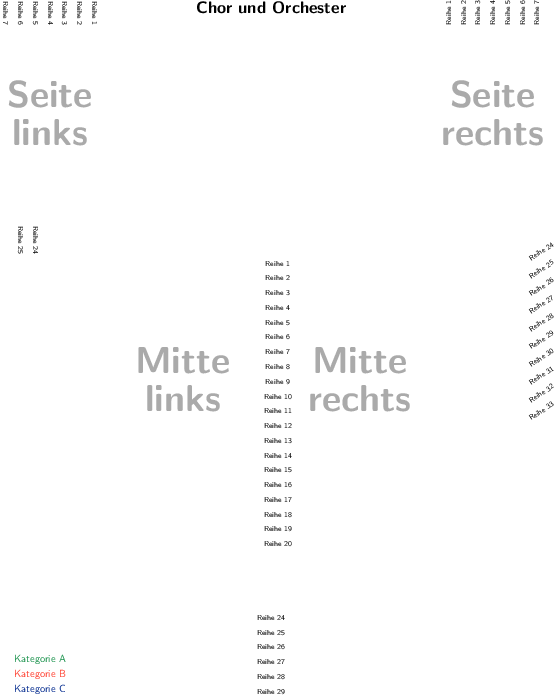 Chor und Orchester
Reihe 7
Reihe 6
Reihe 5
Reihe 4
Reihe 3
Reihe 2
Reihe 1
Reihe 1
Reihe 2
Reihe 3
Reihe 4
Reihe 5
Reihe 6
Reihe 7
Seite
links
Seite
rechts
Reihe 25
Reihe 24
Reihe 24
Reihe 25
Reihe 26
Reihe 27
Reihe 28
Reihe 29
Reihe 30
Reihe 31
Reihe 32
Reihe 33
Reihe 1
Reihe 2
Reihe 3
Reihe 4
Reihe 5
Reihe 6
Reihe 7
Reihe 8
Reihe 9
Reihe 10
Reihe 11
Reihe 12
Reihe 13
Reihe 14
Reihe 15
Reihe 16
Reihe 17
Reihe 18
Reihe 19
Reihe 20
Mitte
links
Mitte
rechts
Reihe 24
Reihe 25
Reihe 26
Reihe 27
Reihe 28
Reihe 29
Kategorie A
Kategorie B
Kategorie C